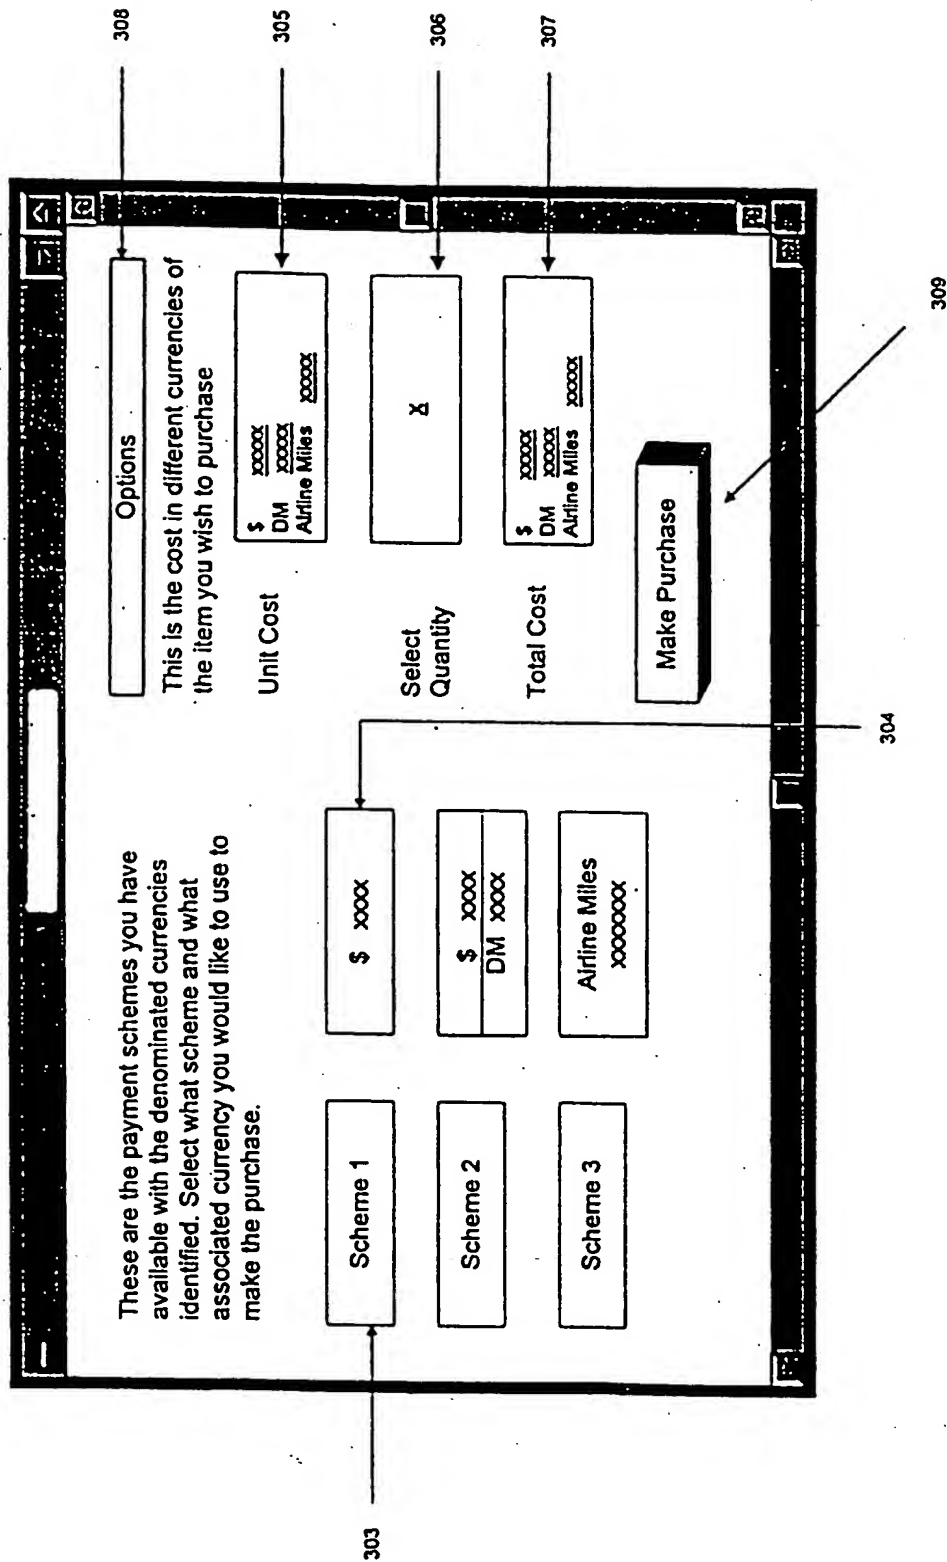 These are the payment schemes you have
available with the denominated currencies
identified. Select what scheme and what
associated currency you would like to use to
make the purchase.
303
Scheme 1
$ xxxx
304
Scheme 2
$ xxxx
DM xxxx
Scheme 3
Airline Miles
xxxxxxx
Options
308
This is the cost in different currencies of
the item you wish to purchase
Unit Cost
$ xxxxx
DM xxxxx
Airline Miles xxxxx
305
Select
Quantity
x
306
Total Cost
$ xxxxx
DM xxxxx
Airline Miles xxxxx
307
Make Purchase
309